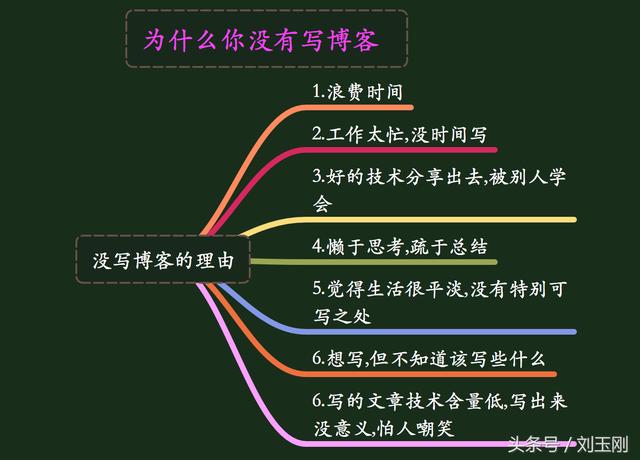 为什么你没有写博客
1.浪费时间
2.工作太忙,没时间写
3.好的技术分享出去,被别人学
会
4.懒于思考,疏于总结
没写博客的理由
5.觉得生活很平淡,没有特别可
写之处
6.想写,但不知道该写些什么
6.写的文章技术含量低,写出来
没意义,怕人嘲笑
头条号/刘玉刚